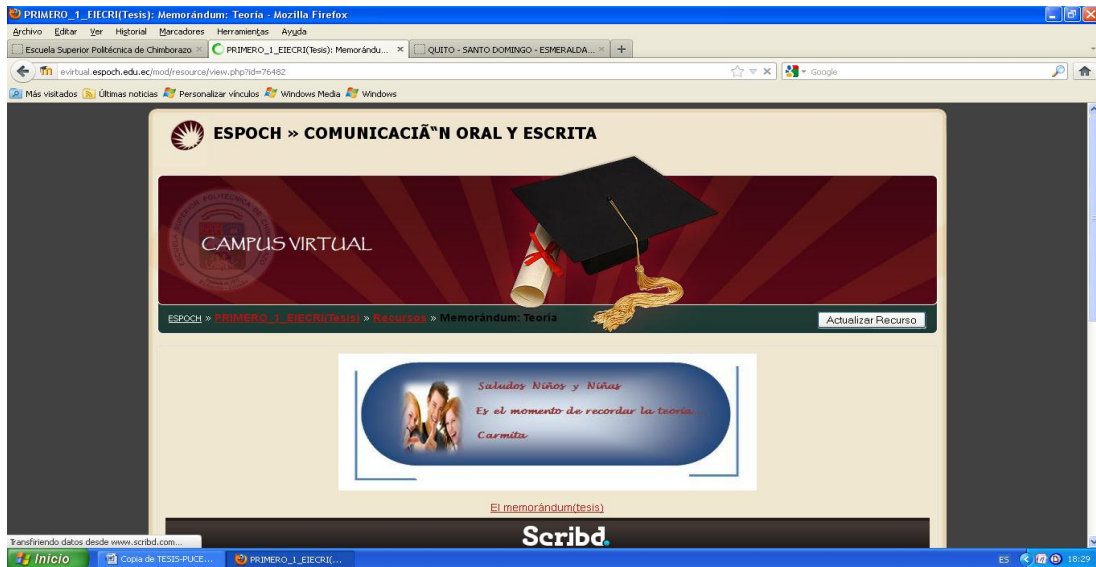 PRIMERO_1_EIECRI(Tesis): Memorándum: Teoría - Mozilla Firefox
Archivo Editar Ver Historial Marcadores Herramientas Ayuda
Escuela Superior Politécnica de Chimborazo
PRIMERO_1_EIECRI(Tesis): Memorándu...
QUITO - SANTO DOMINGO - ESMERALDA...
evirtual.espoch.edu.ec/mod/resource/view.php?id=76482
Google
Más visitados Últimas noticias Personalizar vínculos Windows Media Windows
ESPOCH » COMUNICACIÃ“N ORAL Y ESCRITA
CAMPUS VIRTUAL
ESPOCH » PRIMERO_1_EIECRI(Tesis) » Recursos » Memorándum: Teoría
Actualizar Recurso
Saludos Niños y Niñas
Es el momento de recordar la teoría.
Carmita
El memorándum(tesis)
Scribd.
Transfiriendo datos desde www.scribd.com...
Inicio
Copia de TESIS-PUCE...
PRIMERO_1_EIECRI(...
ES
18:29